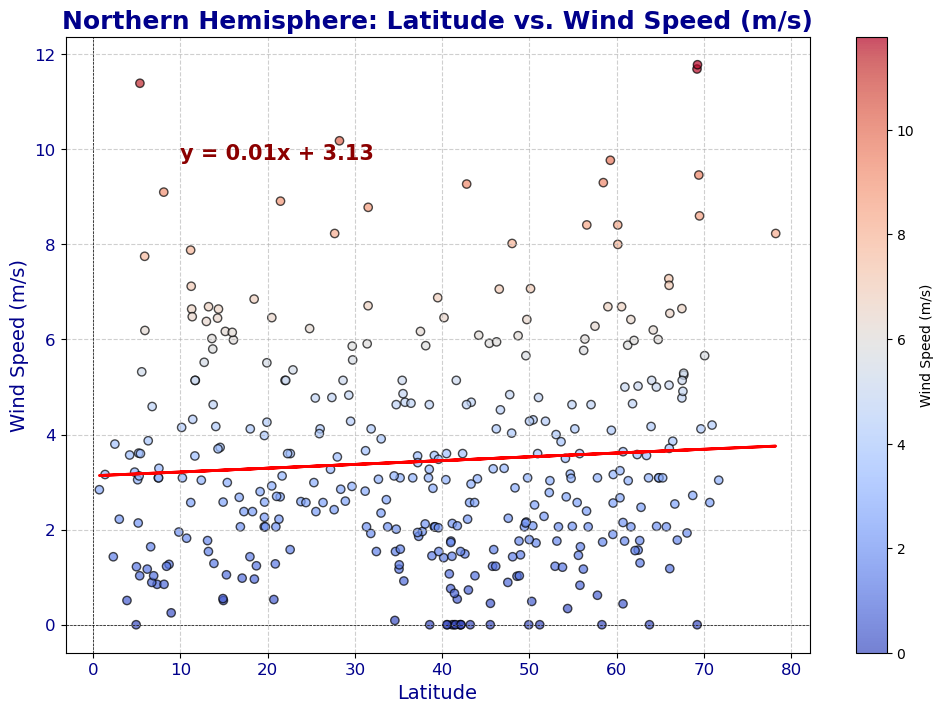 Northern Hemisphere: Latitude vs. Wind Speed (m/s)
12
10
8
6
4
2
0
Wind Speed (m/s)
y = 0.01x + 3.13
0 10 20 30 40 50 60 70 80
Latitude
10
8
6
4
2
0
Wind Speed (m/s)